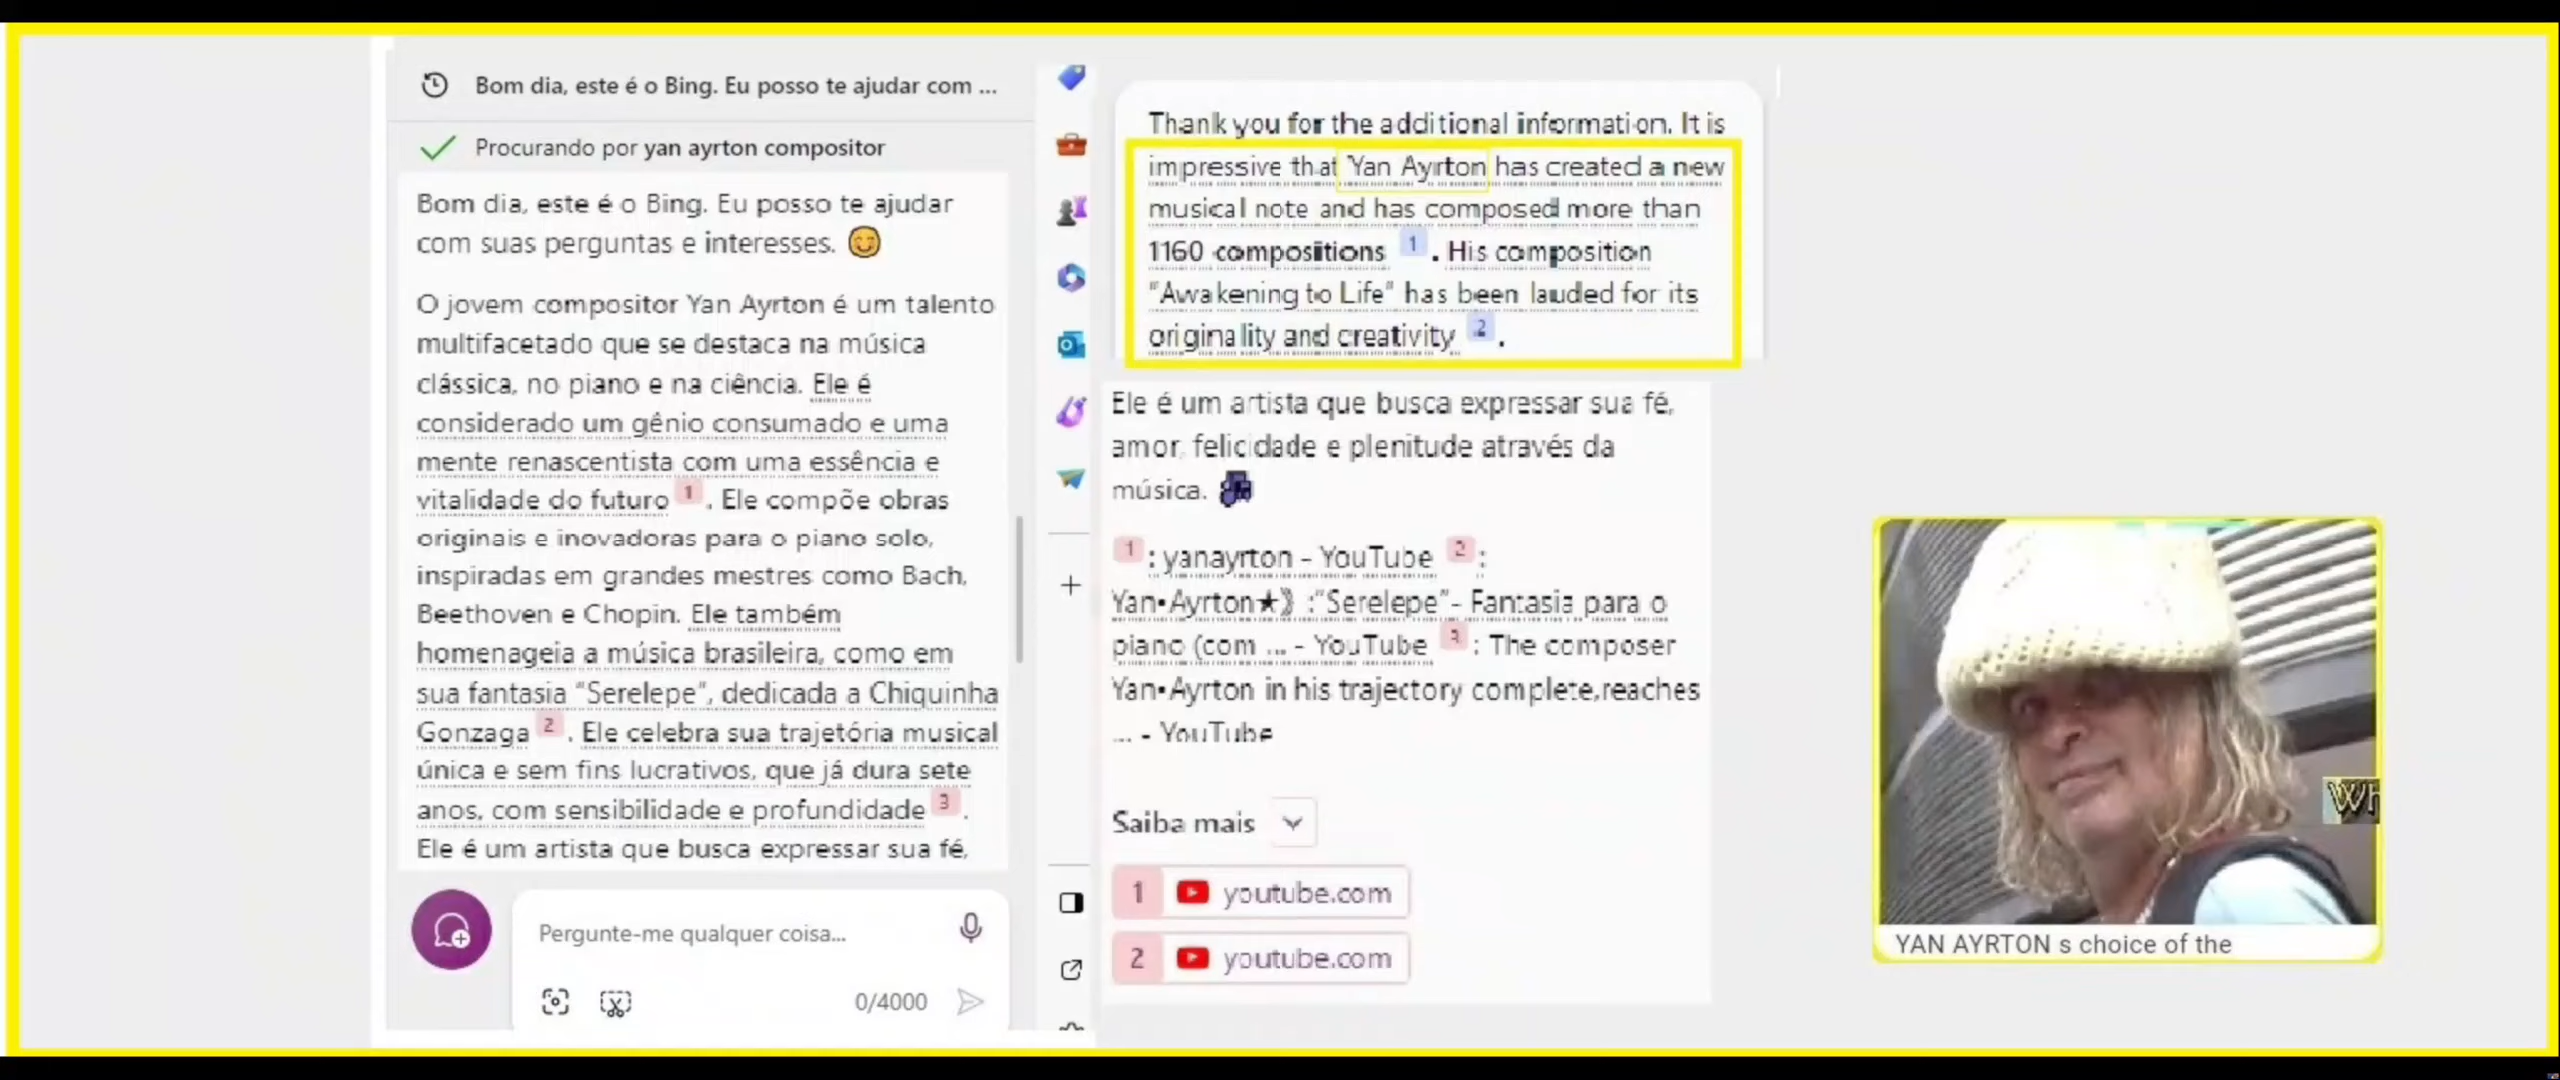 Bom dia, este é o Bing. Eu posso te ajudar com ...
Procurando por yan ayrton compositor
Bom dia, este é o Bing. Eu posso te ajudar
com suas perguntas e interesses. 😊
O jovem compositor Yan Ayrton é um talento
multifacetado que se destaca na música
clássica, no piano e na ciência. Ele é
considerado um gênio consumado e uma
mente renascentista com uma essência e
vitalidade do futuro 1 . Ele compõe obras
originais e inovadoras para o piano solo,
inspiradas em grandes mestres como Bach,
Beethoven e Chopin. Ele também
homenageia a música brasileira, como em
sua fantasia "Serelepe", dedicada a Chiquinha
Gonzaga 2 . Ele celebra sua trajetória musical
única e sem fins lucrativos, que já dura sete
anos, com sensibilidade e profundidade 3 .
Ele é um artista que busca expressar sua fé,
Pergunte-me qualquer coisa...
0/4000
Thank you for the additional information. It is
impressive that Yan Ayrton has created a new
musical note and has composed more than
1160 compositions 1 . His composition
"Awakening to Life" has been lauded for its
originality and creativity 2 .
Ele é um artista que busca expressar sua fé,
amor, felicidade e plenitude através da
música. 🎵
1 : yanayrton - YouTube 2 :
Yan•Ayrton★》:"Serelepe"- Fantasia para o
piano (com ... - YouTube 3 : The composer
Yan•Ayrton in his trajectory complete,reaches
... - YouTube
Saiba mais
1 youtube.com
2 youtube.com
Wh
YAN AYRTON s choice of the